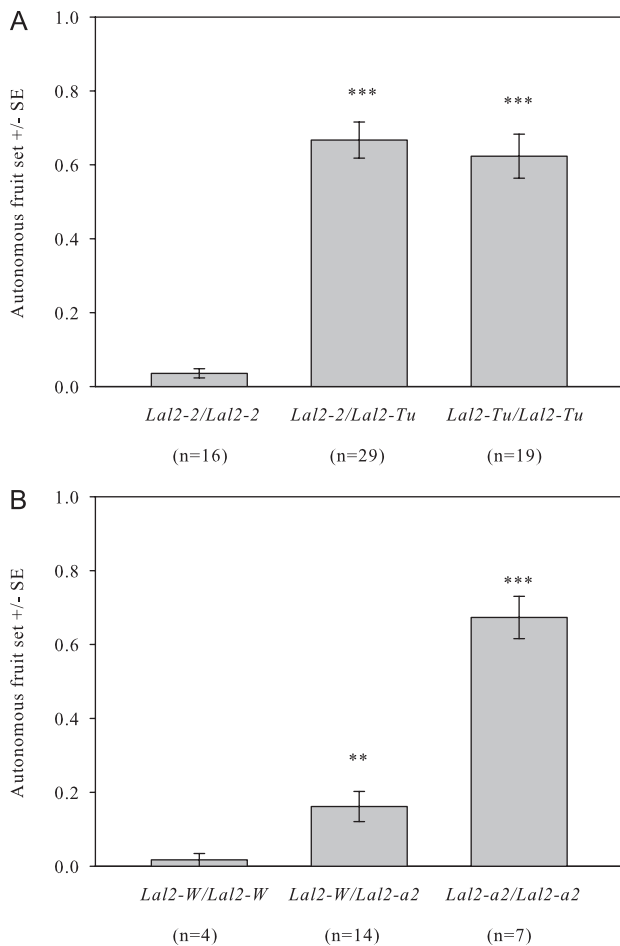 A
1.0
0.8
0.6
0.4
0.2
0.0
Autonomous fruit set +/- SE
*** ***
Lal2-2/Lal2-2 Lal2-2/Lal2-Tu Lal2-Tu/Lal2-Tu
(n=16) (n=29) (n=19)
B
1.0
0.8
0.6
0.4
0.2
0.0
Autonomous fruit set +/- SE
***
**
Lal2-W/Lal2-W Lal2-W/Lal2-a2 Lal2-a2/Lal2-a2
(n=4) (n=14) (n=7)